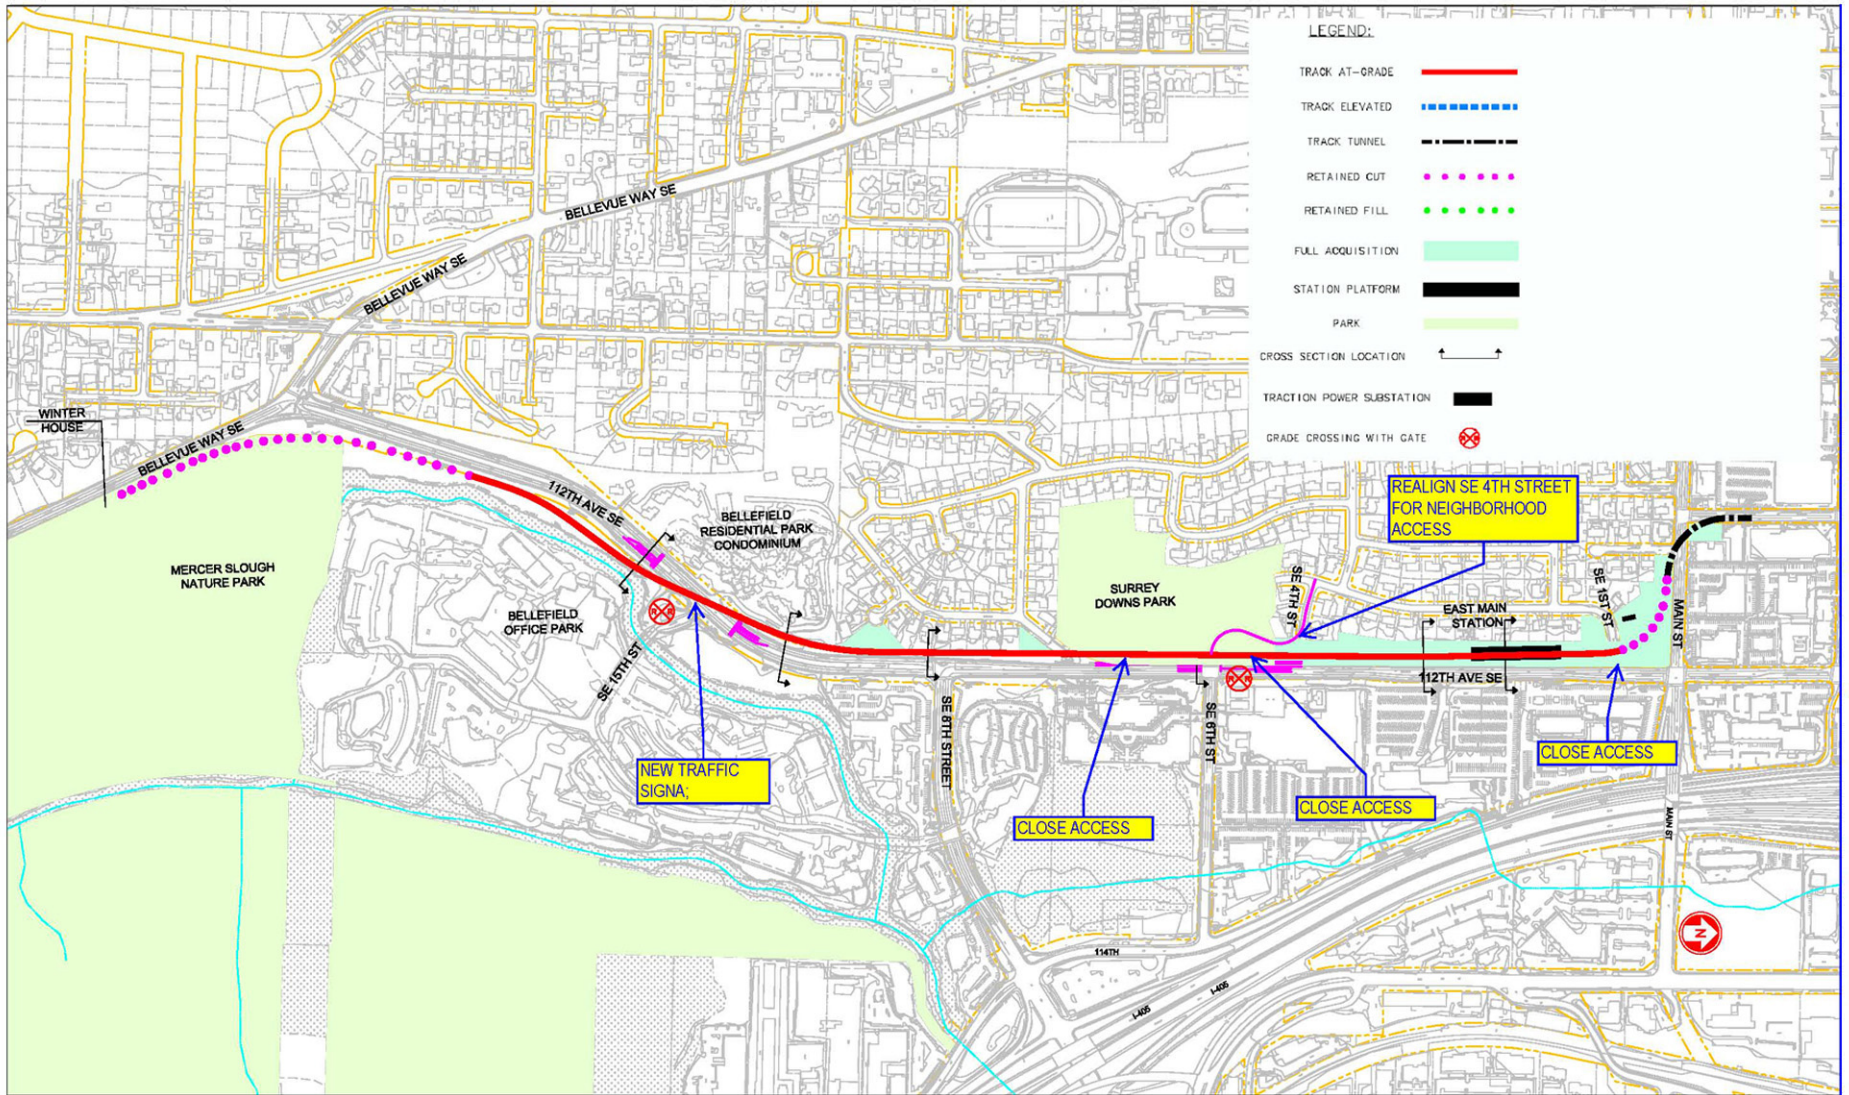 LEGEND:
TRACK AT-GRADE
TRACK ELEVATED
TRACK TUNNEL
RETAINED CUT
RETAINED FILL
FULL ACQUISITION
STATION PLATFORM
PARK
CROSS SECTION LOCATION
TRACTION POWER SUBSTATION
GRADE CROSSING WITH GATE
R R
BELLEVUE WAY SE
BELLEVUE WAY SE
WINTER
HOUSE
BELLEVUE WAY SE
112TH AVE SE
BELLEFIELD
RESIDENTIAL PARK
CONDOMINIUM
MERCER SLOUGH
NATURE PARK
BELLEFIELD
OFFICE PARK
R R
SE 15TH ST
SURREY
DOWNS PARK
REALIGN SE 4TH STREET
FOR NEIGHBORHOOD
ACCESS
SE 4TH ST
EAST MAIN
STATION
SE 1ST ST
MAIN ST
112TH AVE SE
R R
SE 8TH STREET
SE 6TH ST
NEW TRAFFIC
SIGNA;
CLOSE ACCESS
CLOSE ACCESS
CLOSE ACCESS
MAIN ST
114TH
I-405
I-405
N